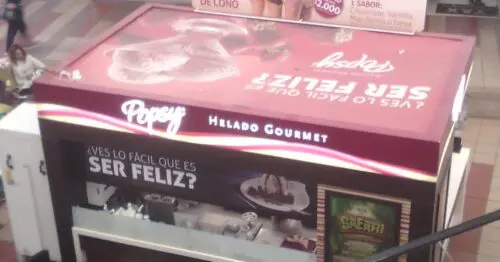 DE CONO
$2.000
1 SABOR:
Popsy
¿VES LO FÁCIL QUE ES
SER FELIZ?
Popsy
HELADO GOURMET
¿VES LO FÁCIL QUE ES
SER FELIZ?